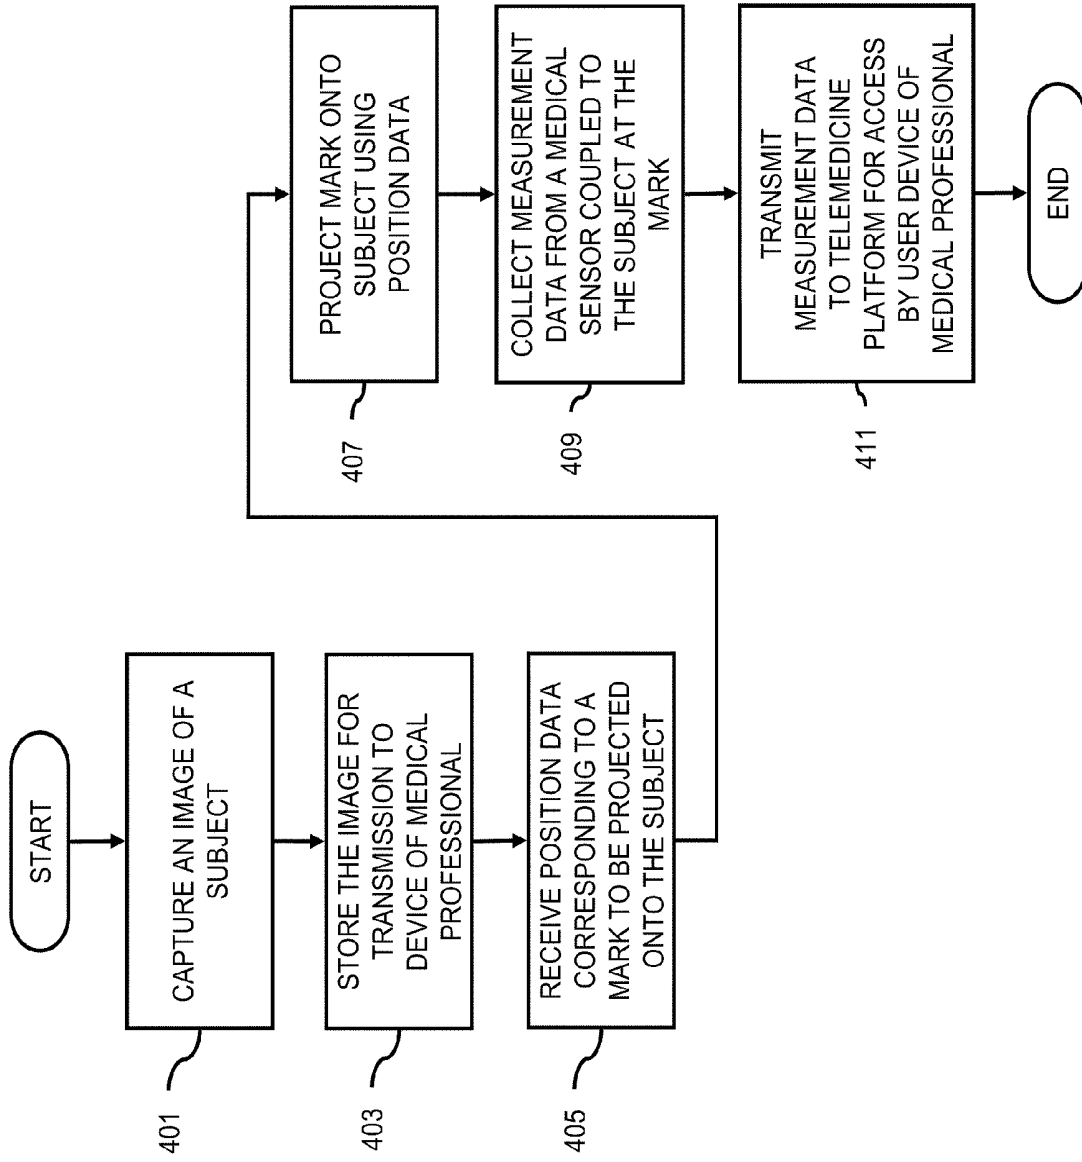 START
401
CAPTURE AN IMAGE OF A
SUBJECT
403
STORE THE IMAGE FOR
TRANSMISSION TO
DEVICE OF MEDICAL
PROFESSIONAL
405
RECEIVE POSITION DATA
CORRESPONDING TO A
MARK TO BE PROJECTED
ONTO THE SUBJECT
407
PROJECT MARK ONTO
SUBJECT USING
POSITION DATA
409
COLLECT MEASUREMENT
DATA FROM A MEDICAL
SENSOR COUPLED TO
THE SUBJECT AT THE
MARK
411
TRANSMIT
MEASUREMENT DATA
TO TELEMEDICINE
PLATFORM FOR ACCESS
BY USER DEVICE OF
MEDICAL PROFESSIONAL
END